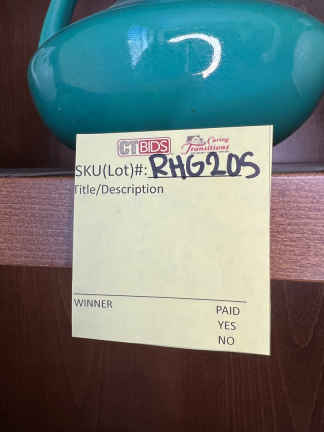 CTBIDS Caring Transitions
SKU(Lot)#: RHG205
Title/Description
WINNER PAID
YES
NO